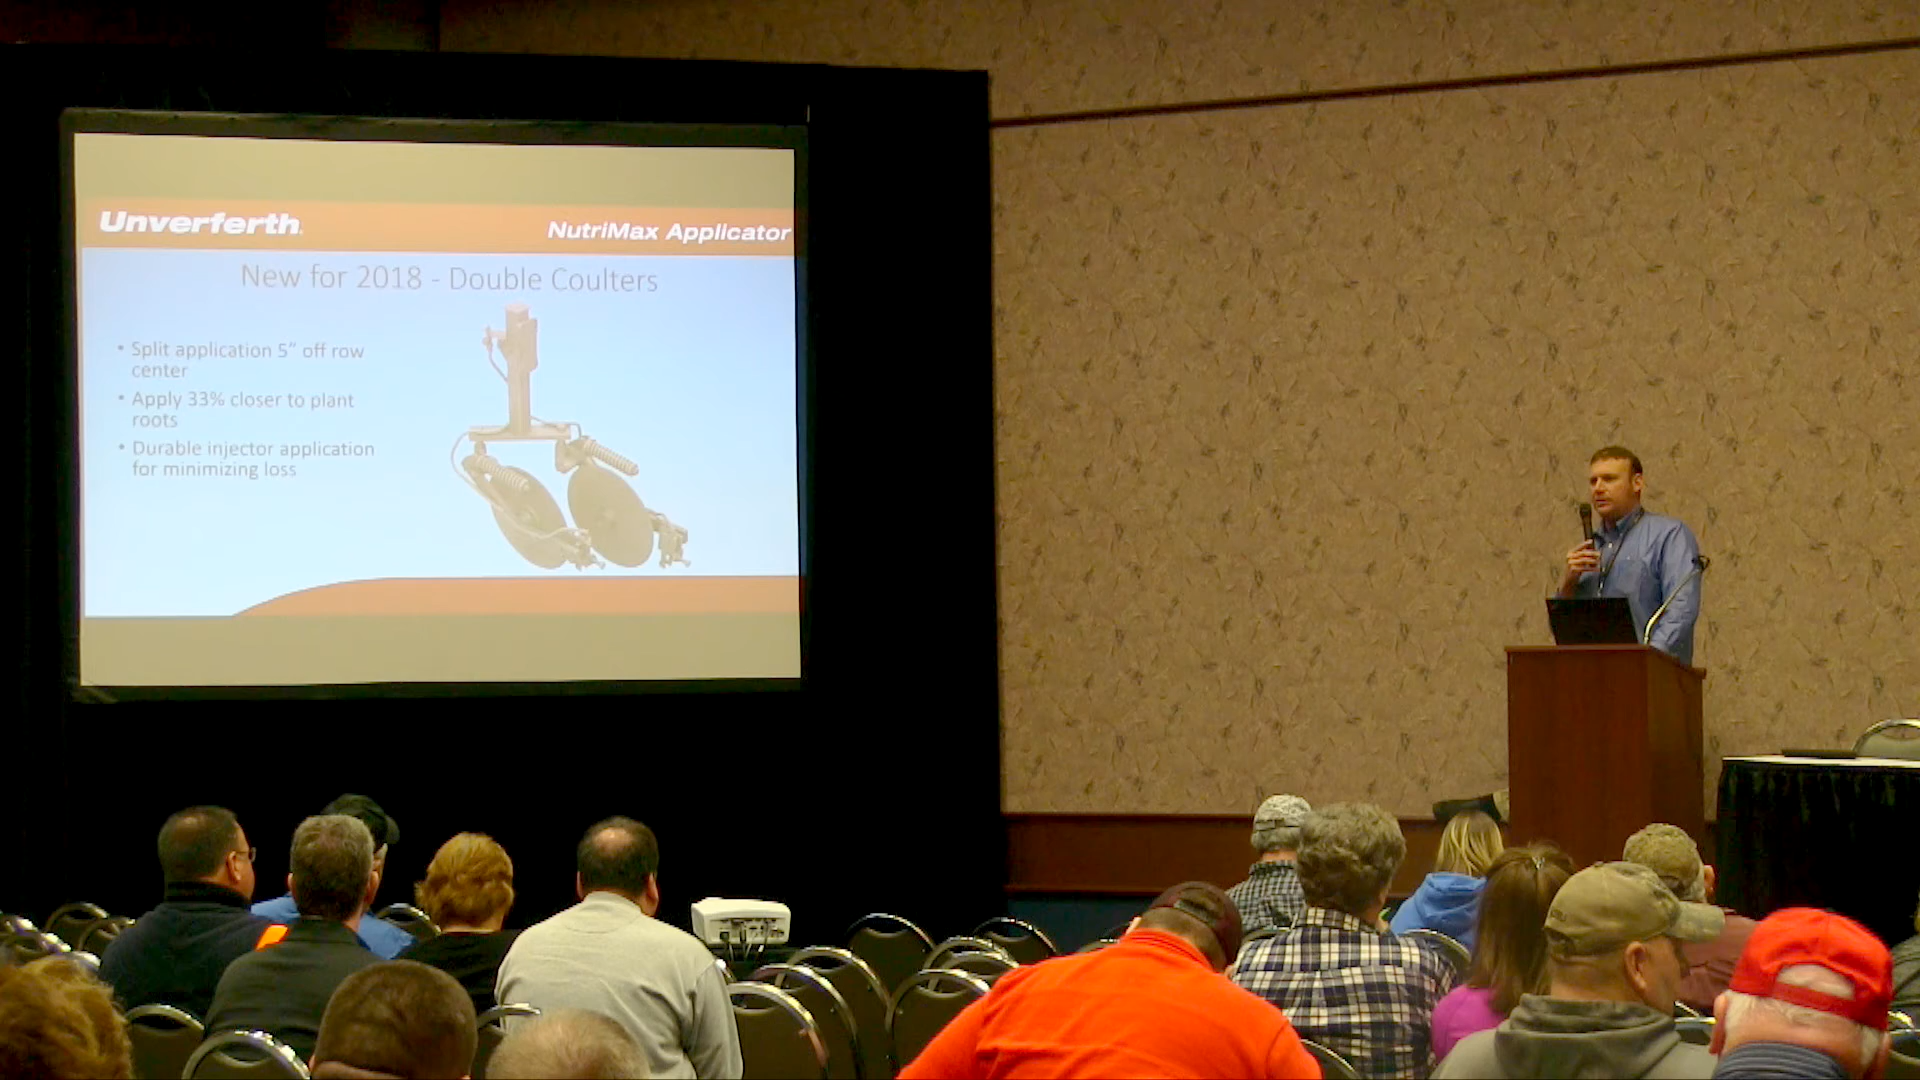 Unverferth
NutriMax Applicator
New for 2018 - Double Coulters
• Split application 5" off row
center
• Apply 33% closer to plant
roots
• Durable injector application
for minimizing loss